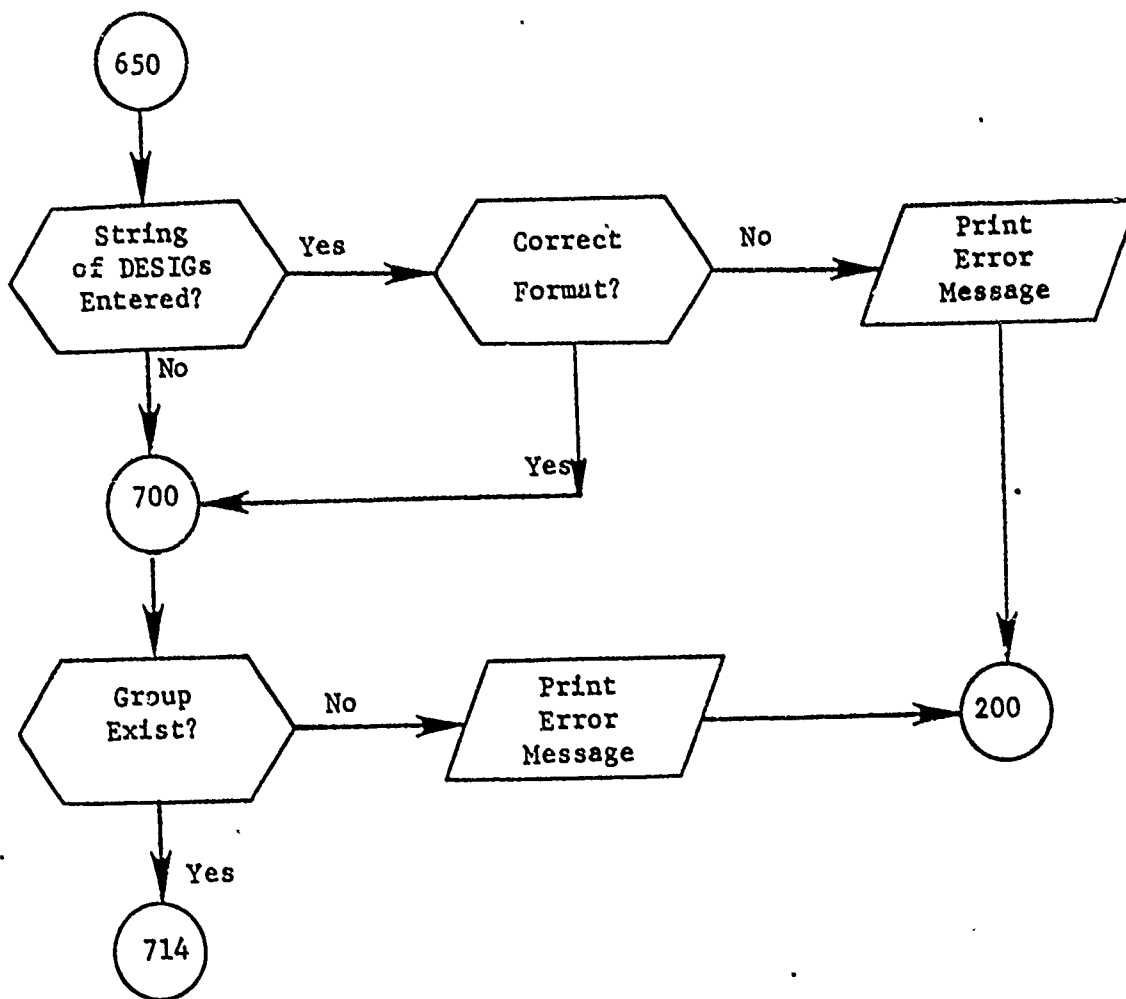 650
String
of DESIGs
Entered?
Yes
Correct
Format?
No
Print
Error
Message
No
Yes
700
Group
Exist?
No
Print
Error
Message
200
Yes
714